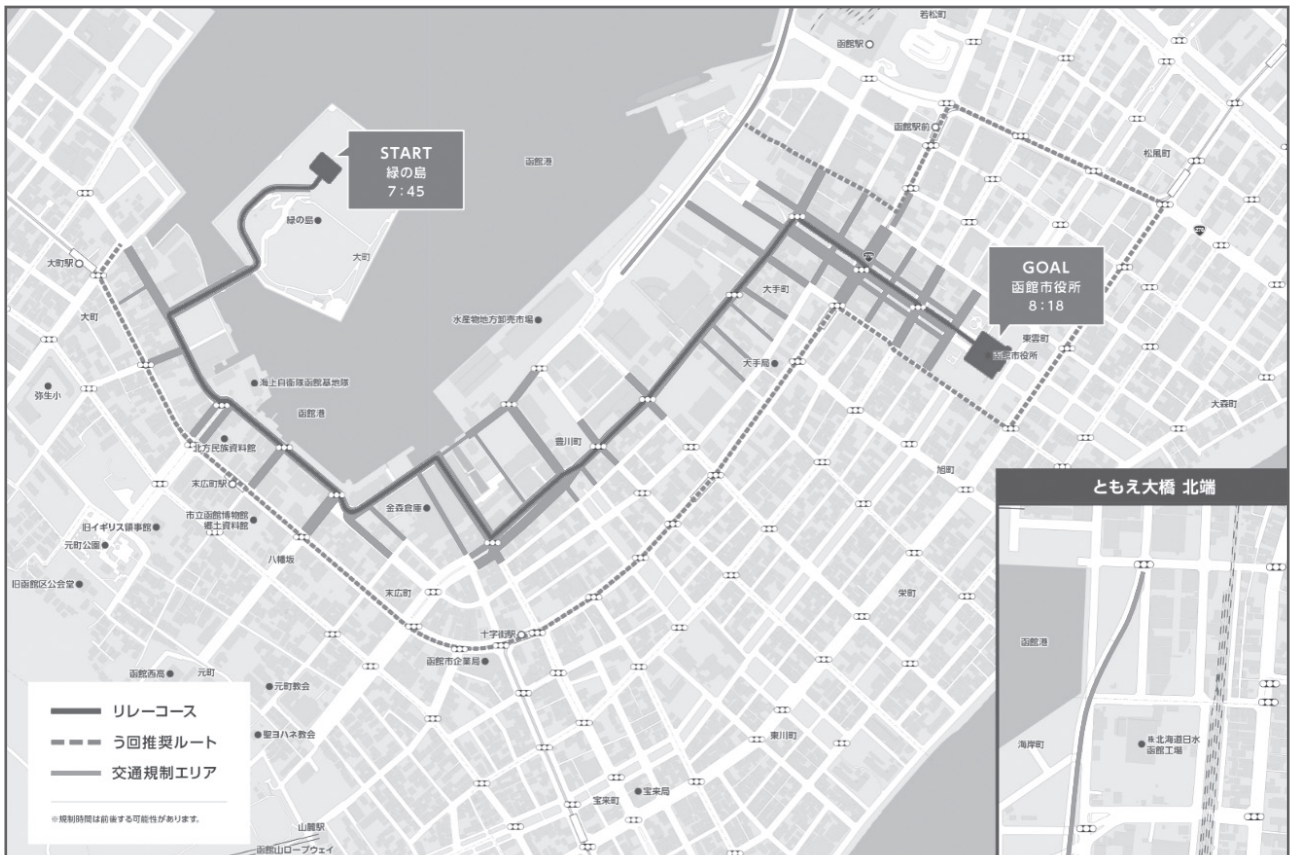 若松町
函館駅
函館駅前
松風町
START
緑の島
7:45
函館港
緑の島
大町
大町駅
大町
水産物地方卸売市場
大手町
大手局
GOAL
函館市役所
8:18
東雲町
函館市役所
大森町
弥生小
海上自衛隊函館基地隊
函館港
北方民族資料館
豊川町
旭町
末広町駅
金森倉庫
市立函館博物館
郷土資料館
旧イギリス領事館
元町公園
八幡坂
旧函館区公会堂
末広町
栄町
十字街駅
函館市企業局
函館西高
元町
元町教会
聖ヨハネ教会
東川町
宝来町
宝来局
山麓駅
函館山ロープウェイ
リレーコース
う回推奨ルート
交通規制エリア
※規制時間は前後する可能性があります。
ともえ大橋 北端
函館港
海岸町
㈱北海道日水
函館工場